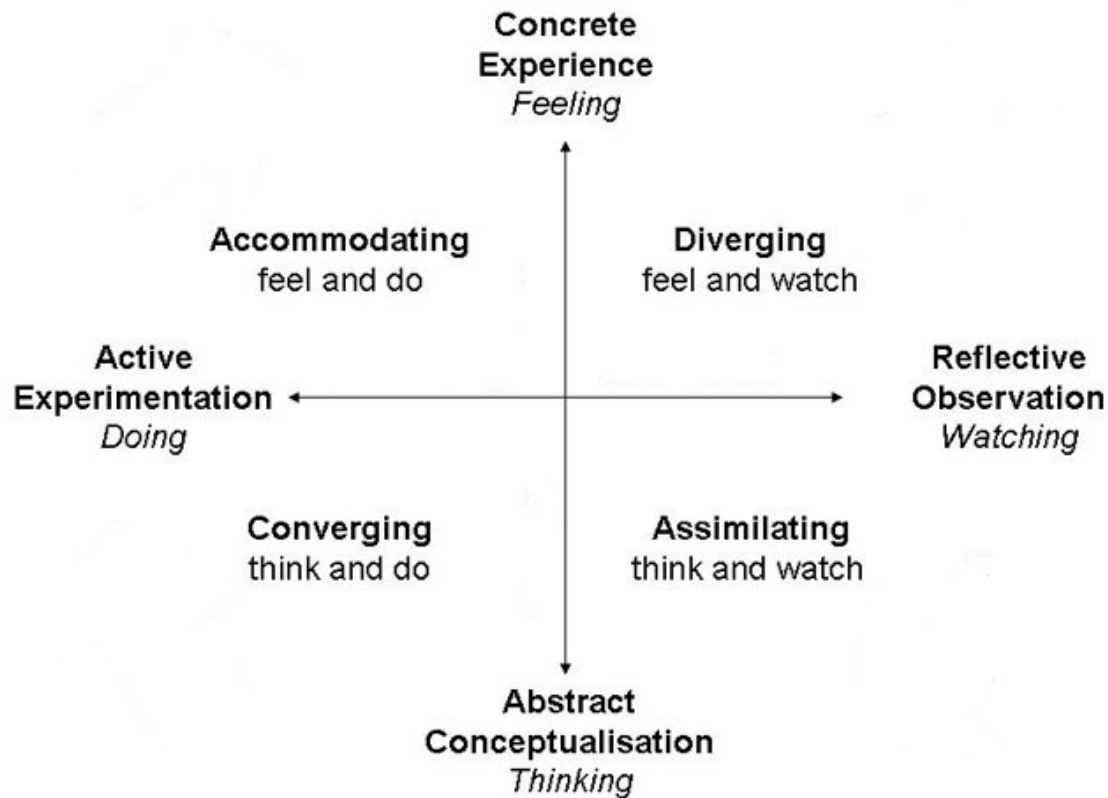 Concrete
Experience
Feeling
Accommodating
feel and do
Diverging
feel and watch
Active
Experimentation
Doing
Reflective
Observation
Watching
Converging
think and do
Assimilating
think and watch
Abstract
Conceptualisation
Thinking